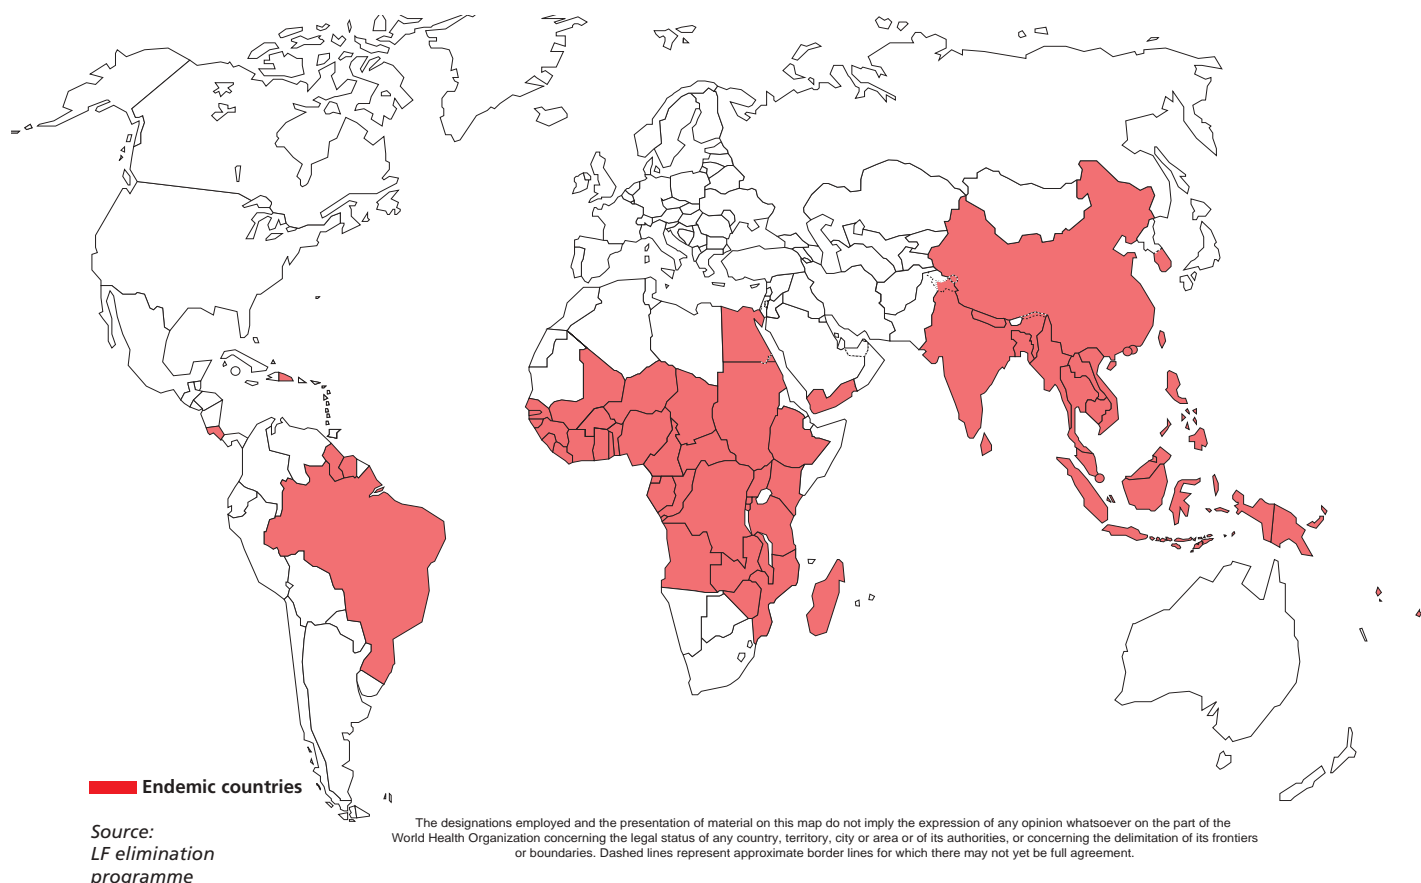 Endemic countries
Source:
LF elimination
programme
The designations employed and the presentation of material on this map do not imply the expression of any opinion whatsoever on the part of the
World Health Organization concerning the legal status of any country, territory, city or area or of its authorities, or concerning the delimitation of its frontiers
or boundaries. Dashed lines represent approximate border lines for which there may not yet be full agreement.